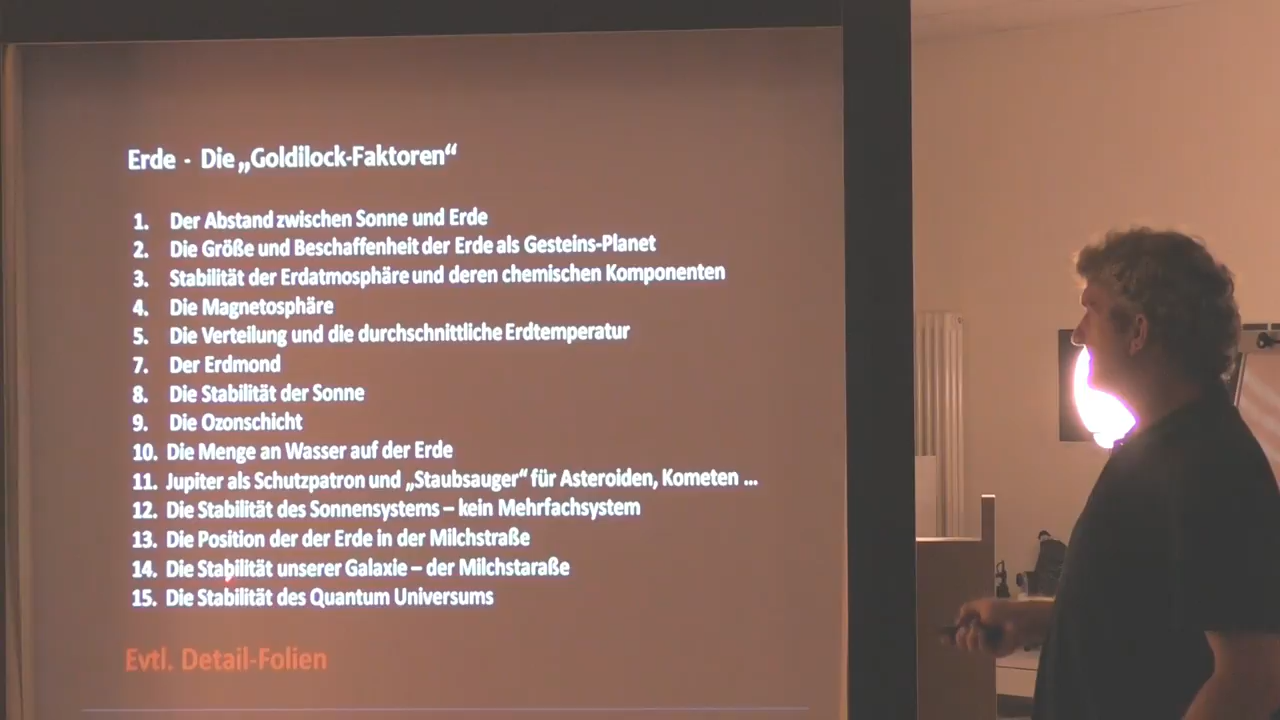 Erde - Die „Goldilock-Faktoren“
1. Der Abstand zwischen Sonne und Erde
2. Die Größe und Beschaffenheit der Erde als Gesteins-Planet
3. Stabilität der Erdatmosphäre und deren chemischen Komponenten
4. Die Magnetosphäre
5. Die Verteilung und die durchschnittliche Erdtemperatur
7. Der Erdmond
8. Die Stabilität der Sonne
9. Die Ozonschicht
10. Die Menge an Wasser auf der Erde
11. Jupiter als Schutzpatron und „Staubsauger“ für Asteroiden, Kometen ...
12. Die Stabilität des Sonnensystems – kein Mehrfachsystem
13. Die Position der der Erde in der Milchstraße
14. Die Stabilität unserer Galaxie – der Milchstaraße
15. Die Stabilität des Quantum Universums
Evtl. Detail-Folien